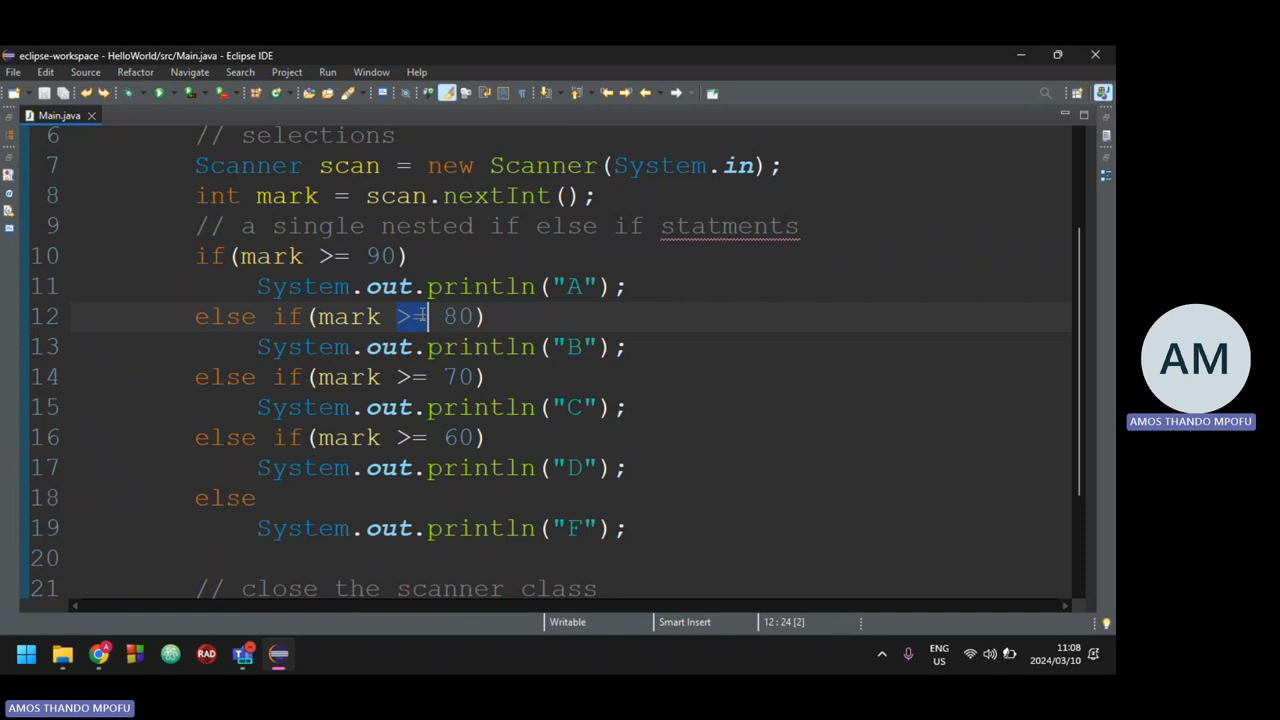 eclipse-workspace - HelloWorld/src/Main.java - Eclipse IDE
File Edit Source Refactor Navigate Search Project Run Window Help
Main.java
6 // selections
7 Scanner scan = new Scanner(System.in);
8 int mark = scan.nextInt();
9 // a single nested if else if statments
10 if(mark >= 90)
11 System.out.println("A");
12 else if(mark >= 80)
13 System.out.println("B");
14 else if(mark >= 70)
15 System.out.println("C");
16 else if(mark >= 60)
17 System.out.println("D");
18 else
19 System.out.println("F");
20
21 // close the scanner class
Writable Smart Insert 12 : 24 [2]
AM
AMOS THANDO MPOFU
RAD
ENG
US
11:08
2024/03/10
AMOS THANDO MPOFU